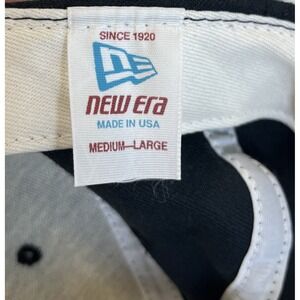 SINCE 1920
new era
MADE IN USA
MEDIUM—LARGE